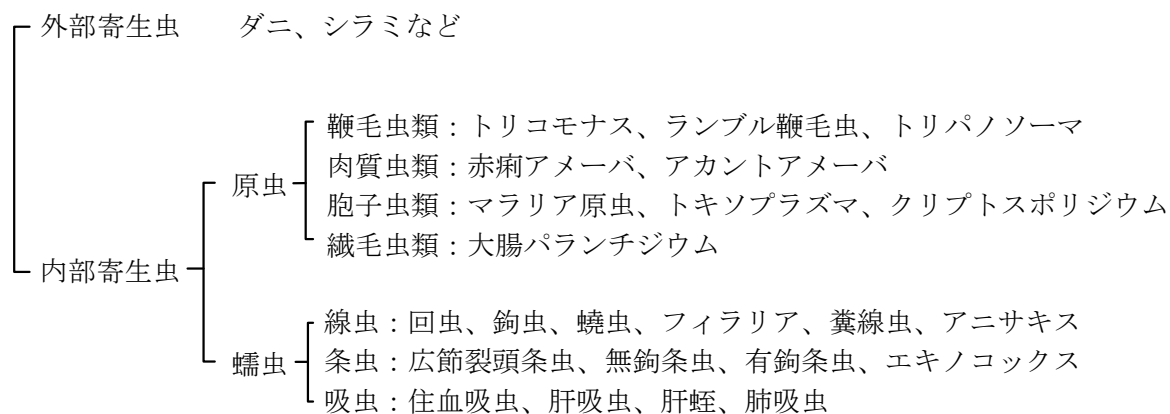 外部寄生虫 ダニ、シラミなど
鞭毛虫類：トリコモナス、ランブル鞭毛虫、トリパノソーマ
肉質虫類：赤痢アメーバ、アカントアメーバ
原虫
胞子虫類：マラリア原虫、トキソプラズマ、クリプトスポリジウム
繊毛虫類：大腸パランチジウム
内部寄生虫
線虫：回虫、鉤虫、蟯虫、フィラリア、糞線虫、アニサキス
蠕虫
条虫：広節裂頭条虫、無鉤条虫、有鉤条虫、エキノコックス
吸虫：住血吸虫、肝吸虫、肝蛭、肺吸虫